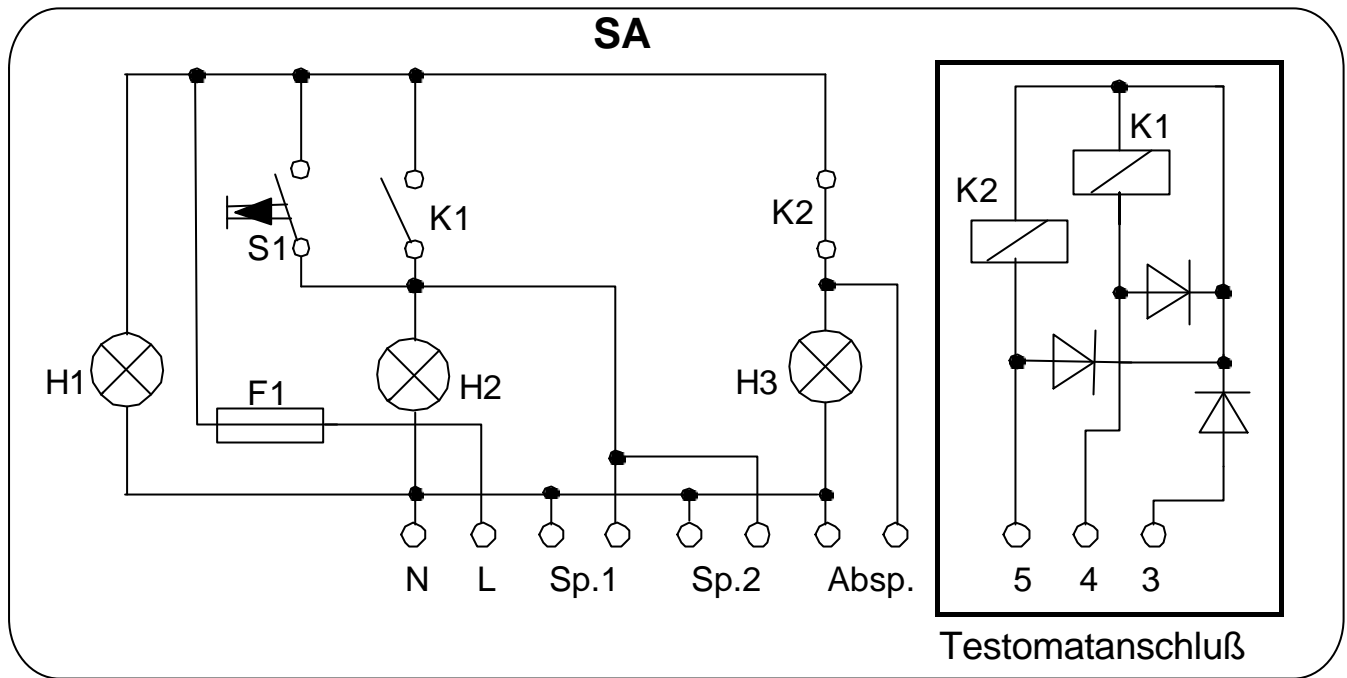 SA
K1
K2
K1
K2
S1
H1
F1
H2
H3
N L Sp.1 Sp.2 Absp.
5 4 3
Testomatanschluß